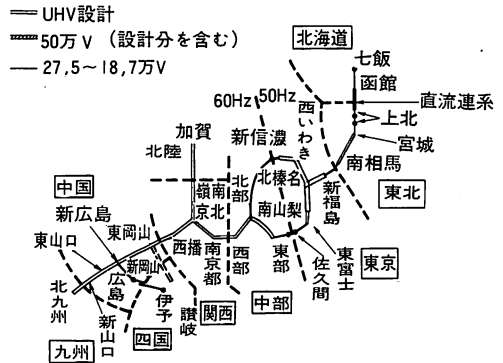 UHV設計
50万V (設計分を含む)
27,5〜18,7万V
北海道
七飯
函館
直流連系
上北
宮城
60Hz
50Hz
西いわき
新信濃
加賀
北陸
南相馬
東北
新福島
北榛名
南山梨
嶺南
京北
北部
中国
新広島
東岡山
東山口
西播
南京都
西部
東部
佐久間
東富士
東京
中部
関西
讃岐
伊予
新岡山
広島
四国
新山口
北九州
九州